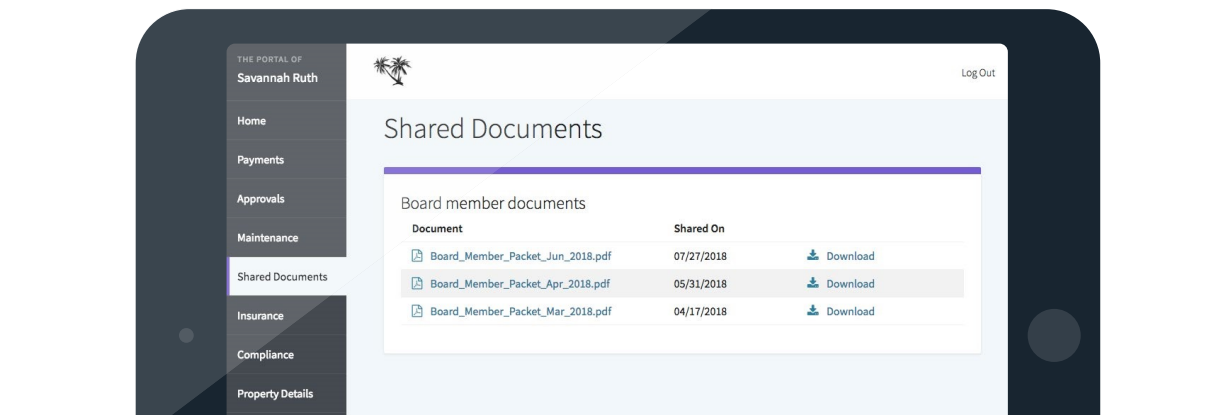 THE PORTAL OF
Savannah Ruth
Log Out
Home
Payments
Approvals
Maintenance
Shared Documents
Insurance
Compliance
Property Details
Shared Documents
Board member documents
Document Shared On
Board_Member_Packet_Jun_2018.pdf 07/27/2018 Download
Board_Member_Packet_Apr_2018.pdf 05/31/2018 Download
Board_Member_Packet_Mar_2018.pdf 04/17/2018 Download